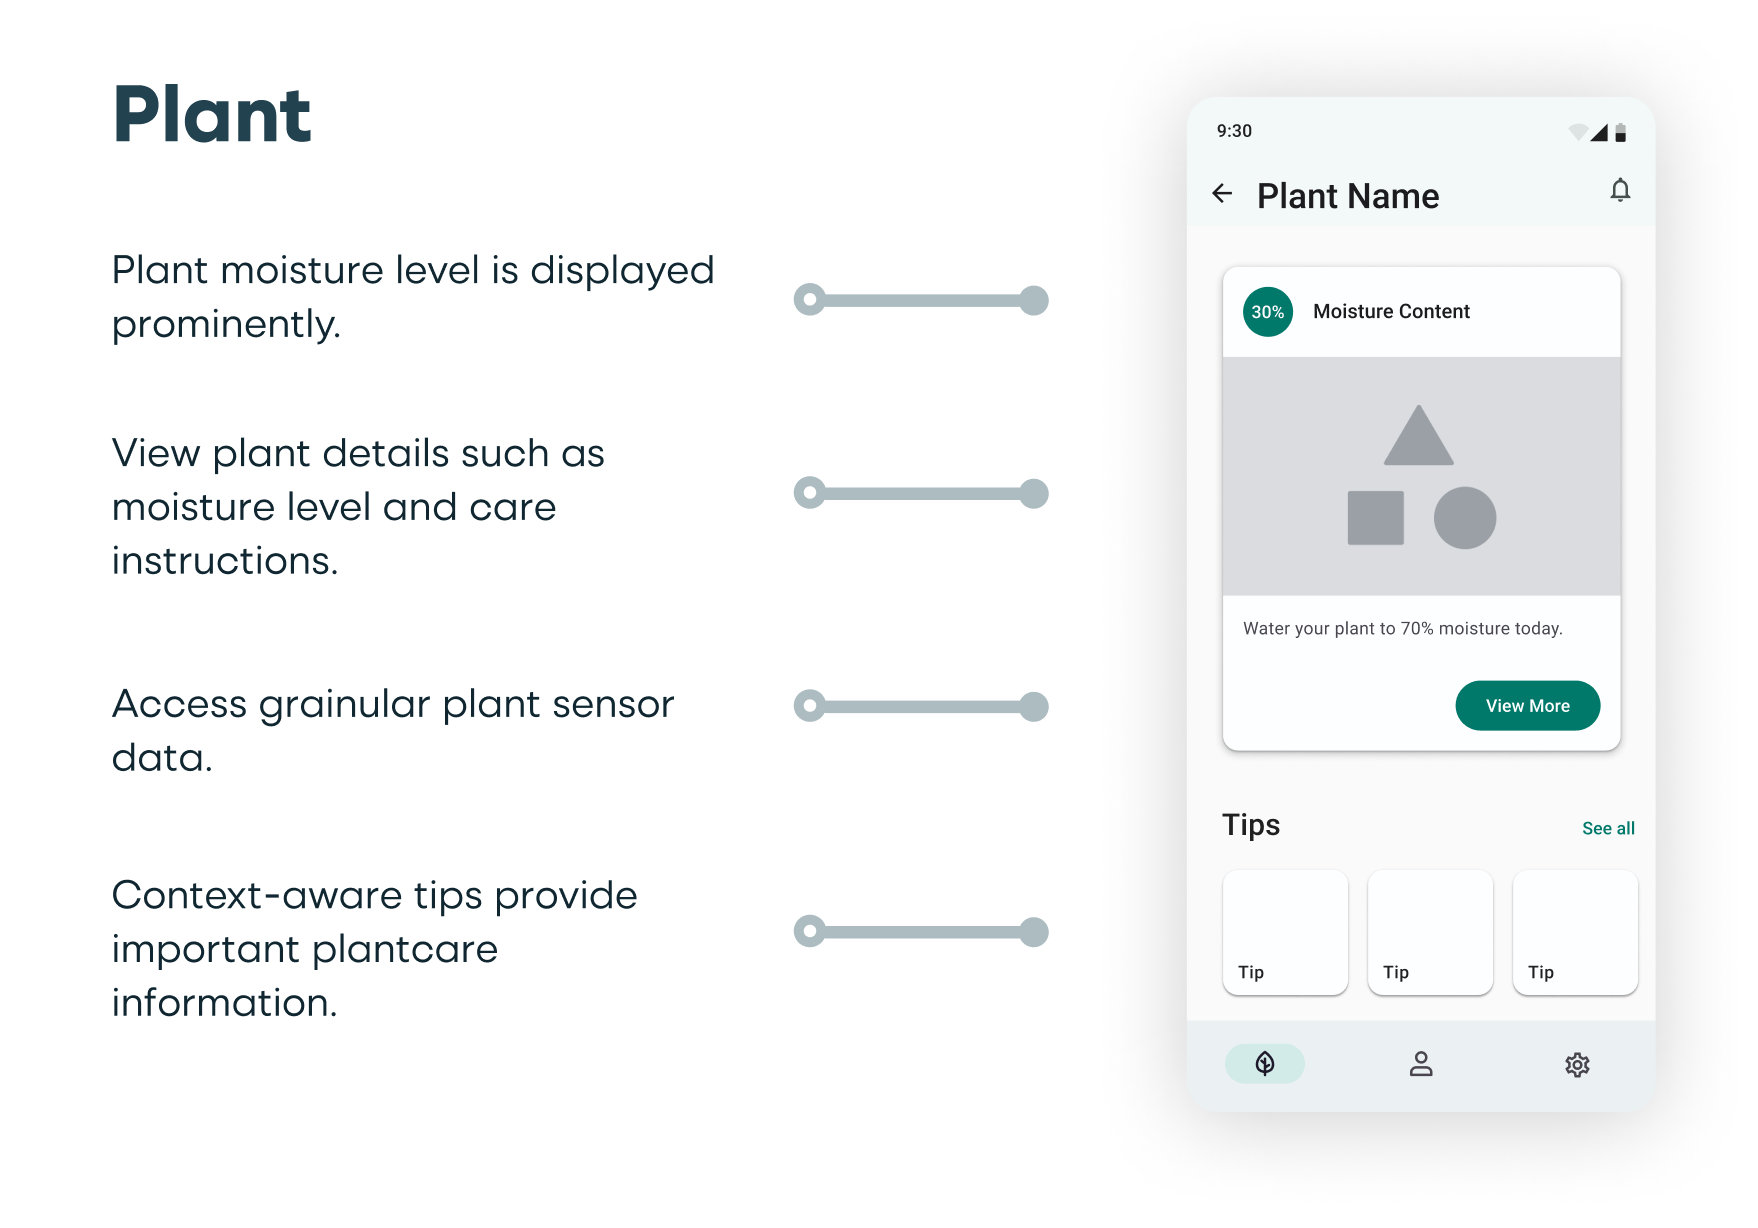 Plant
Plant moisture level is displayed
prominently.
View plant details such as
moisture level and care
instructions.
Access grainular plant sensor
data.
Context-aware tips provide
important plantcare
information.
9:30
Plant Name
30%
Moisture Content
Water your plant to 70% moisture today.
View More
Tips
See all
Tip
Tip
Tip